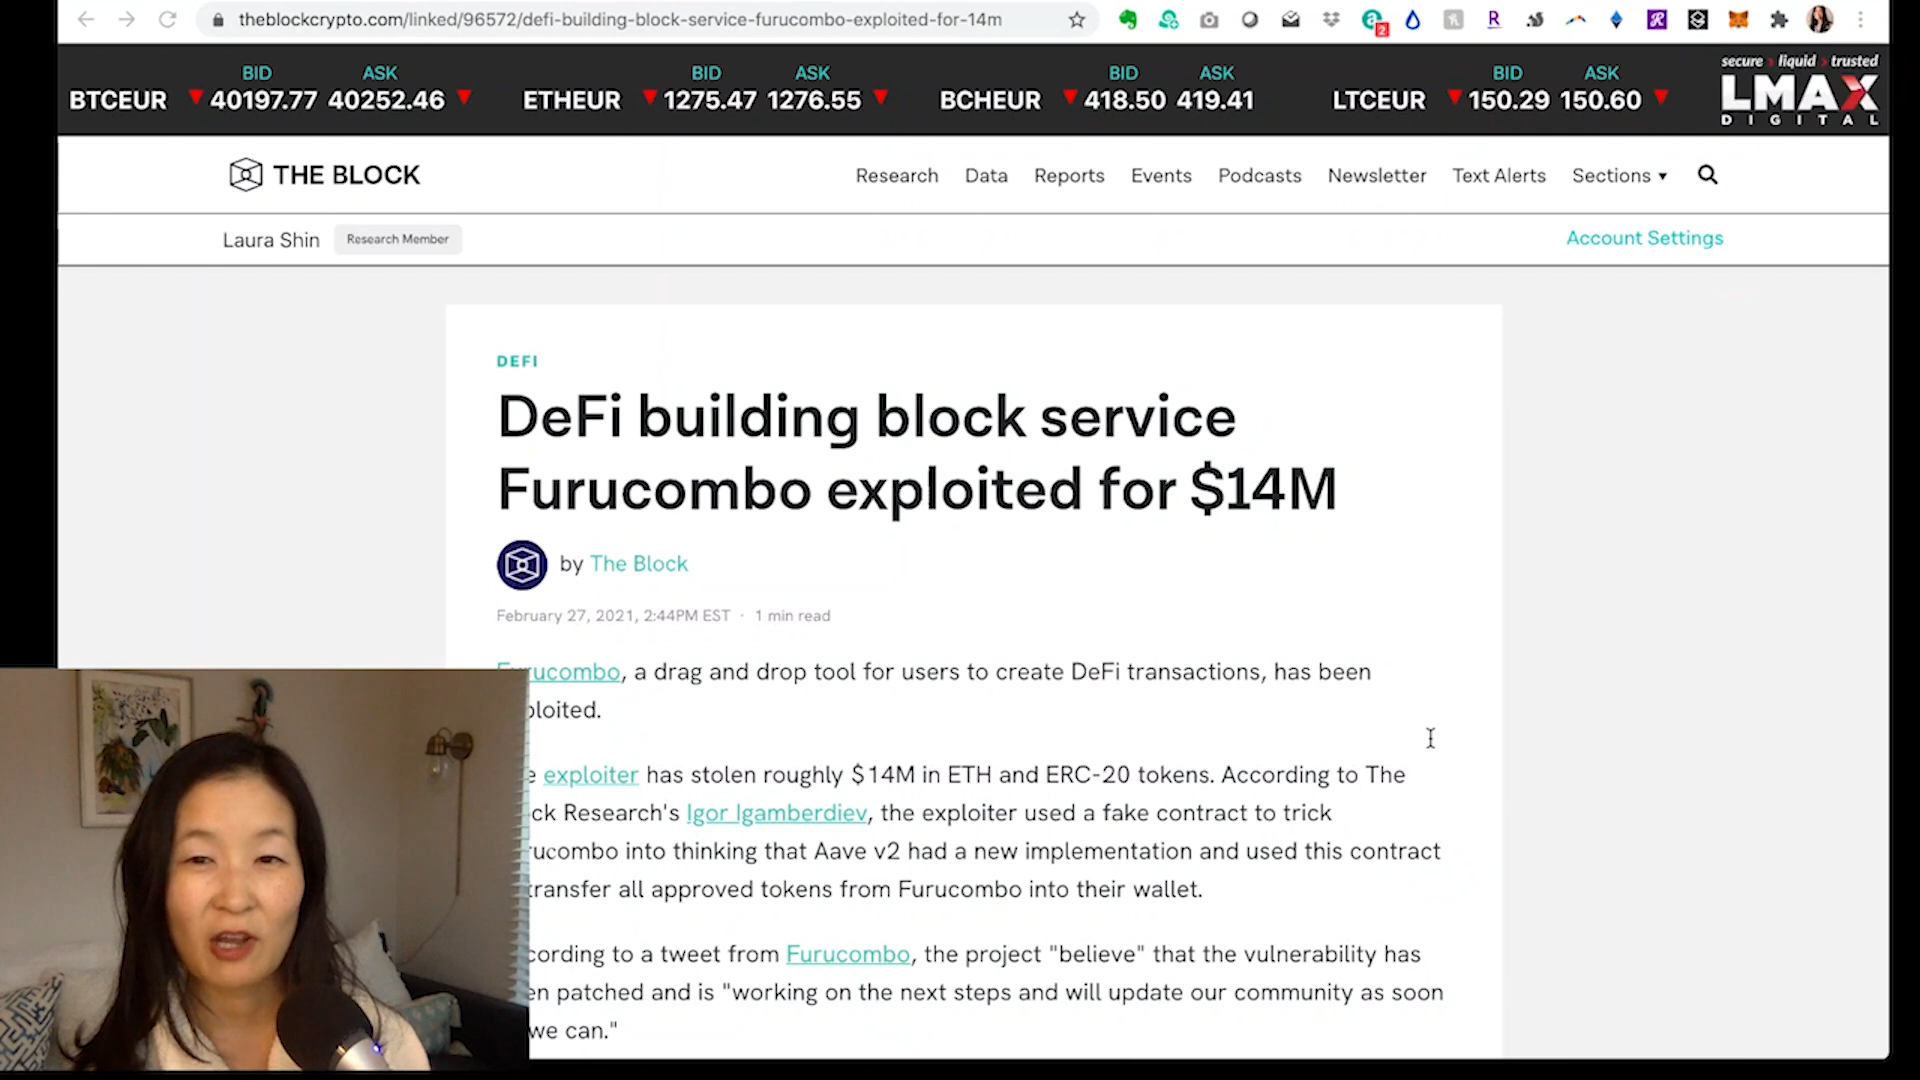 theblockcrypto.com/linked/96572/defi-building-block-service-furucombo-exploited-for-14m
2
BID ASK BID ASK BID ASK BID ASK
BTCEUR 40197.77 40252.46 ETHEUR 1275.47 1276.55 BCHEUR 418.50 419.41 LTCEUR 150.29 150.60
secure liquid trusted
LMAX
DIGITAL
THE BLOCK
Research Data Reports Events Podcasts Newsletter Text Alerts Sections
Laura Shin Research Member Account Settings
DEFI
DeFi building block service
Furucombo exploited for $14M
by The Block
February 27, 2021, 2:44PM EST · 1 min read
, a drag and drop tool for users to create DeFi transactions, has been
exploiter has stolen roughly $14M in ETH and ERC-20 tokens. According to The
Research's Igor Igamberdiev, the exploiter used a fake contract to trick
into thinking that Aave v2 had a new implementation and used this contract
transfer all approved tokens from Furucombo into their wallet.
to a tweet from Furucombo, the project "believe" that the vulnerability has
patched and is "working on the next steps and will update our community as soon
we can."